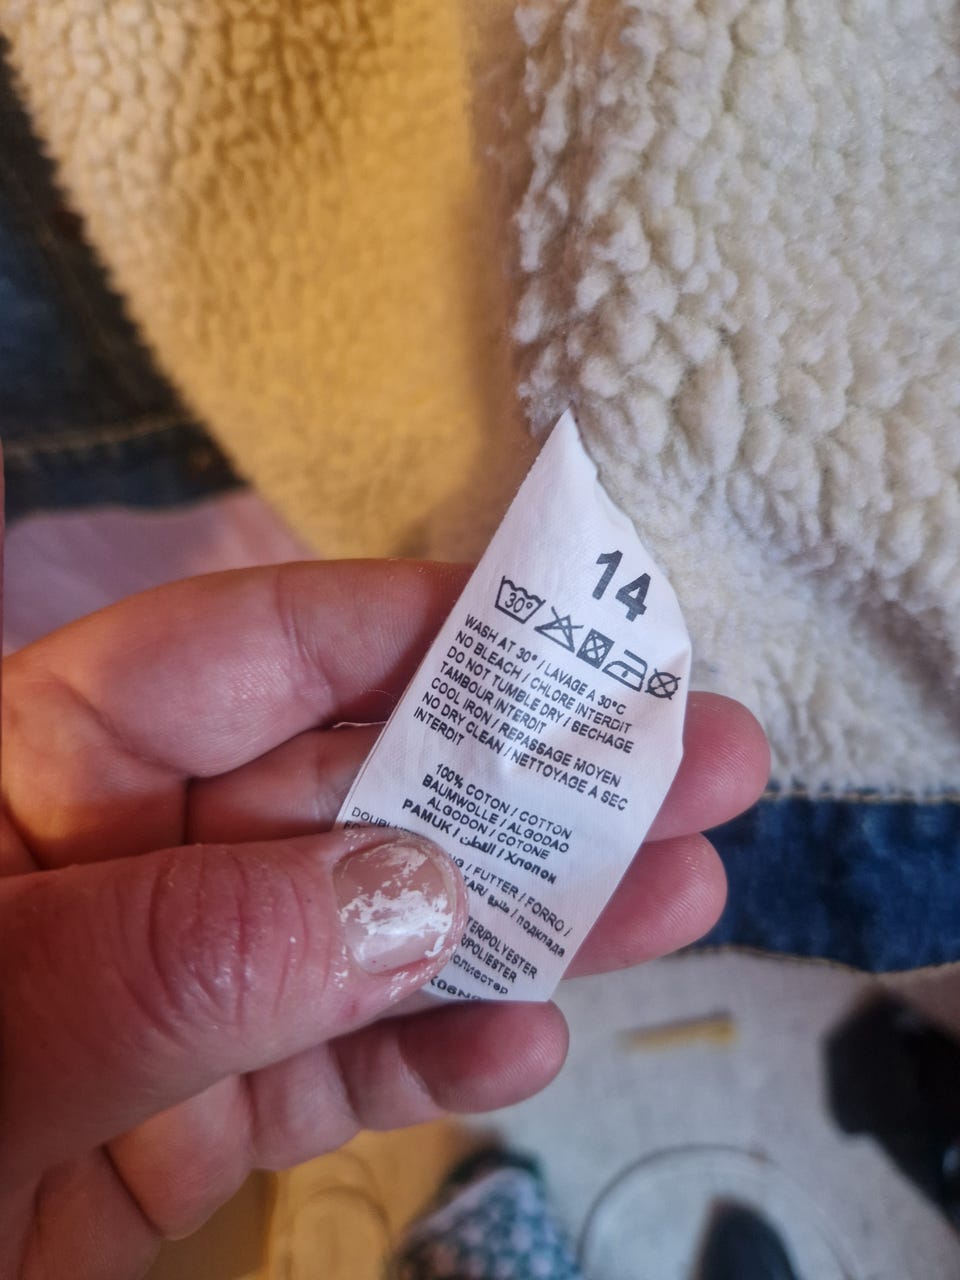 14
30°
WASH AT 30° / LAVAGE A 30°C
NO BLEACH / CHLORE INTERDIT
DO NOT TUMBLE DRY / SECHAGE
TAMBOUR INTERDIT
COOL IRON / REPASSAGE MOYEN
NO DRY CLEAN / NETTOYAGE A SEC
INTERDIT
100% COTON / COTTON
BAUMWOLLE / ALGODAO
ALGODON / COTONE
PAMUK / القطن / Хлопок
/ FUTTER / FORRO /
/ подклада
/POLYESTER